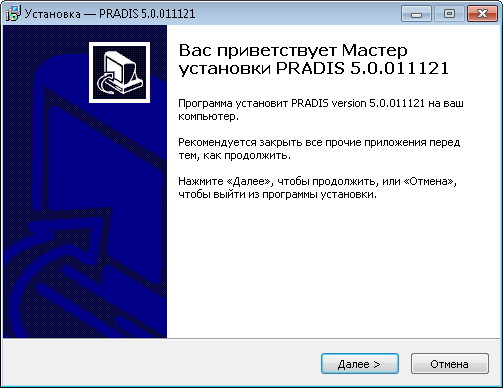 Установка — PRADIS 5.0.011121
Вас приветствует Мастер
установки PRADIS 5.0.011121
Программа установит PRADIS version 5.0.011121 на ваш
компьютер.
Рекомендуется закрыть все прочие приложения перед
тем, как продолжить.
Нажмите «Далее», чтобы продолжить, или «Отмена»,
чтобы выйти из программы установки.
Далее >
Отмена